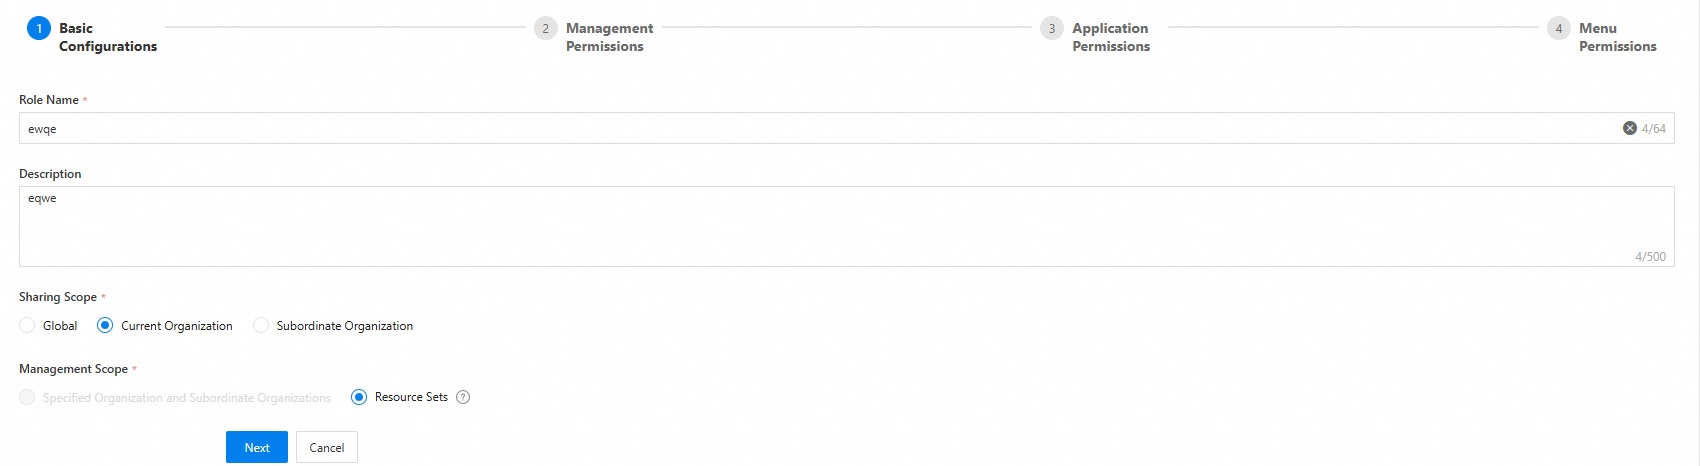 1 Basic Configurations
2 Management Permissions
3 Application Permissions
4 Menu Permissions
Role Name *
ewqe
4/64
Description
eqwe
4/500
Sharing Scope *
Global Current Organization Subordinate Organization
Management Scope *
Specified Organization and Subordinate Organizations Resource Sets ?
Next Cancel